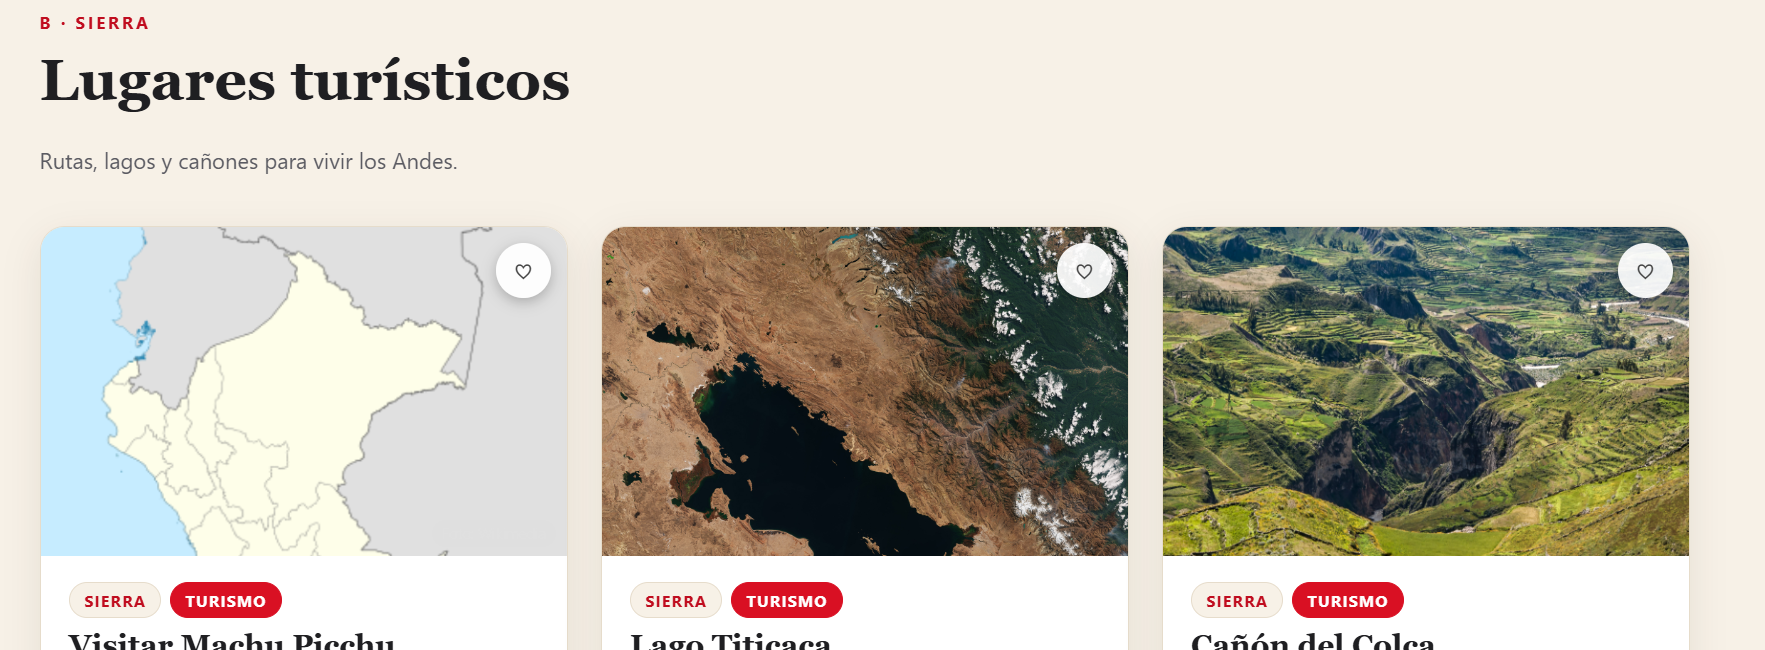 B · SIERRA
Lugares turísticos
Rutas, lagos y cañones para vivir los Andes.
SIERRA TURISMO
Visitar Machu Picchu
SIERRA TURISMO
Lago Titicaca
SIERRA TURISMO
Cañón del Colca